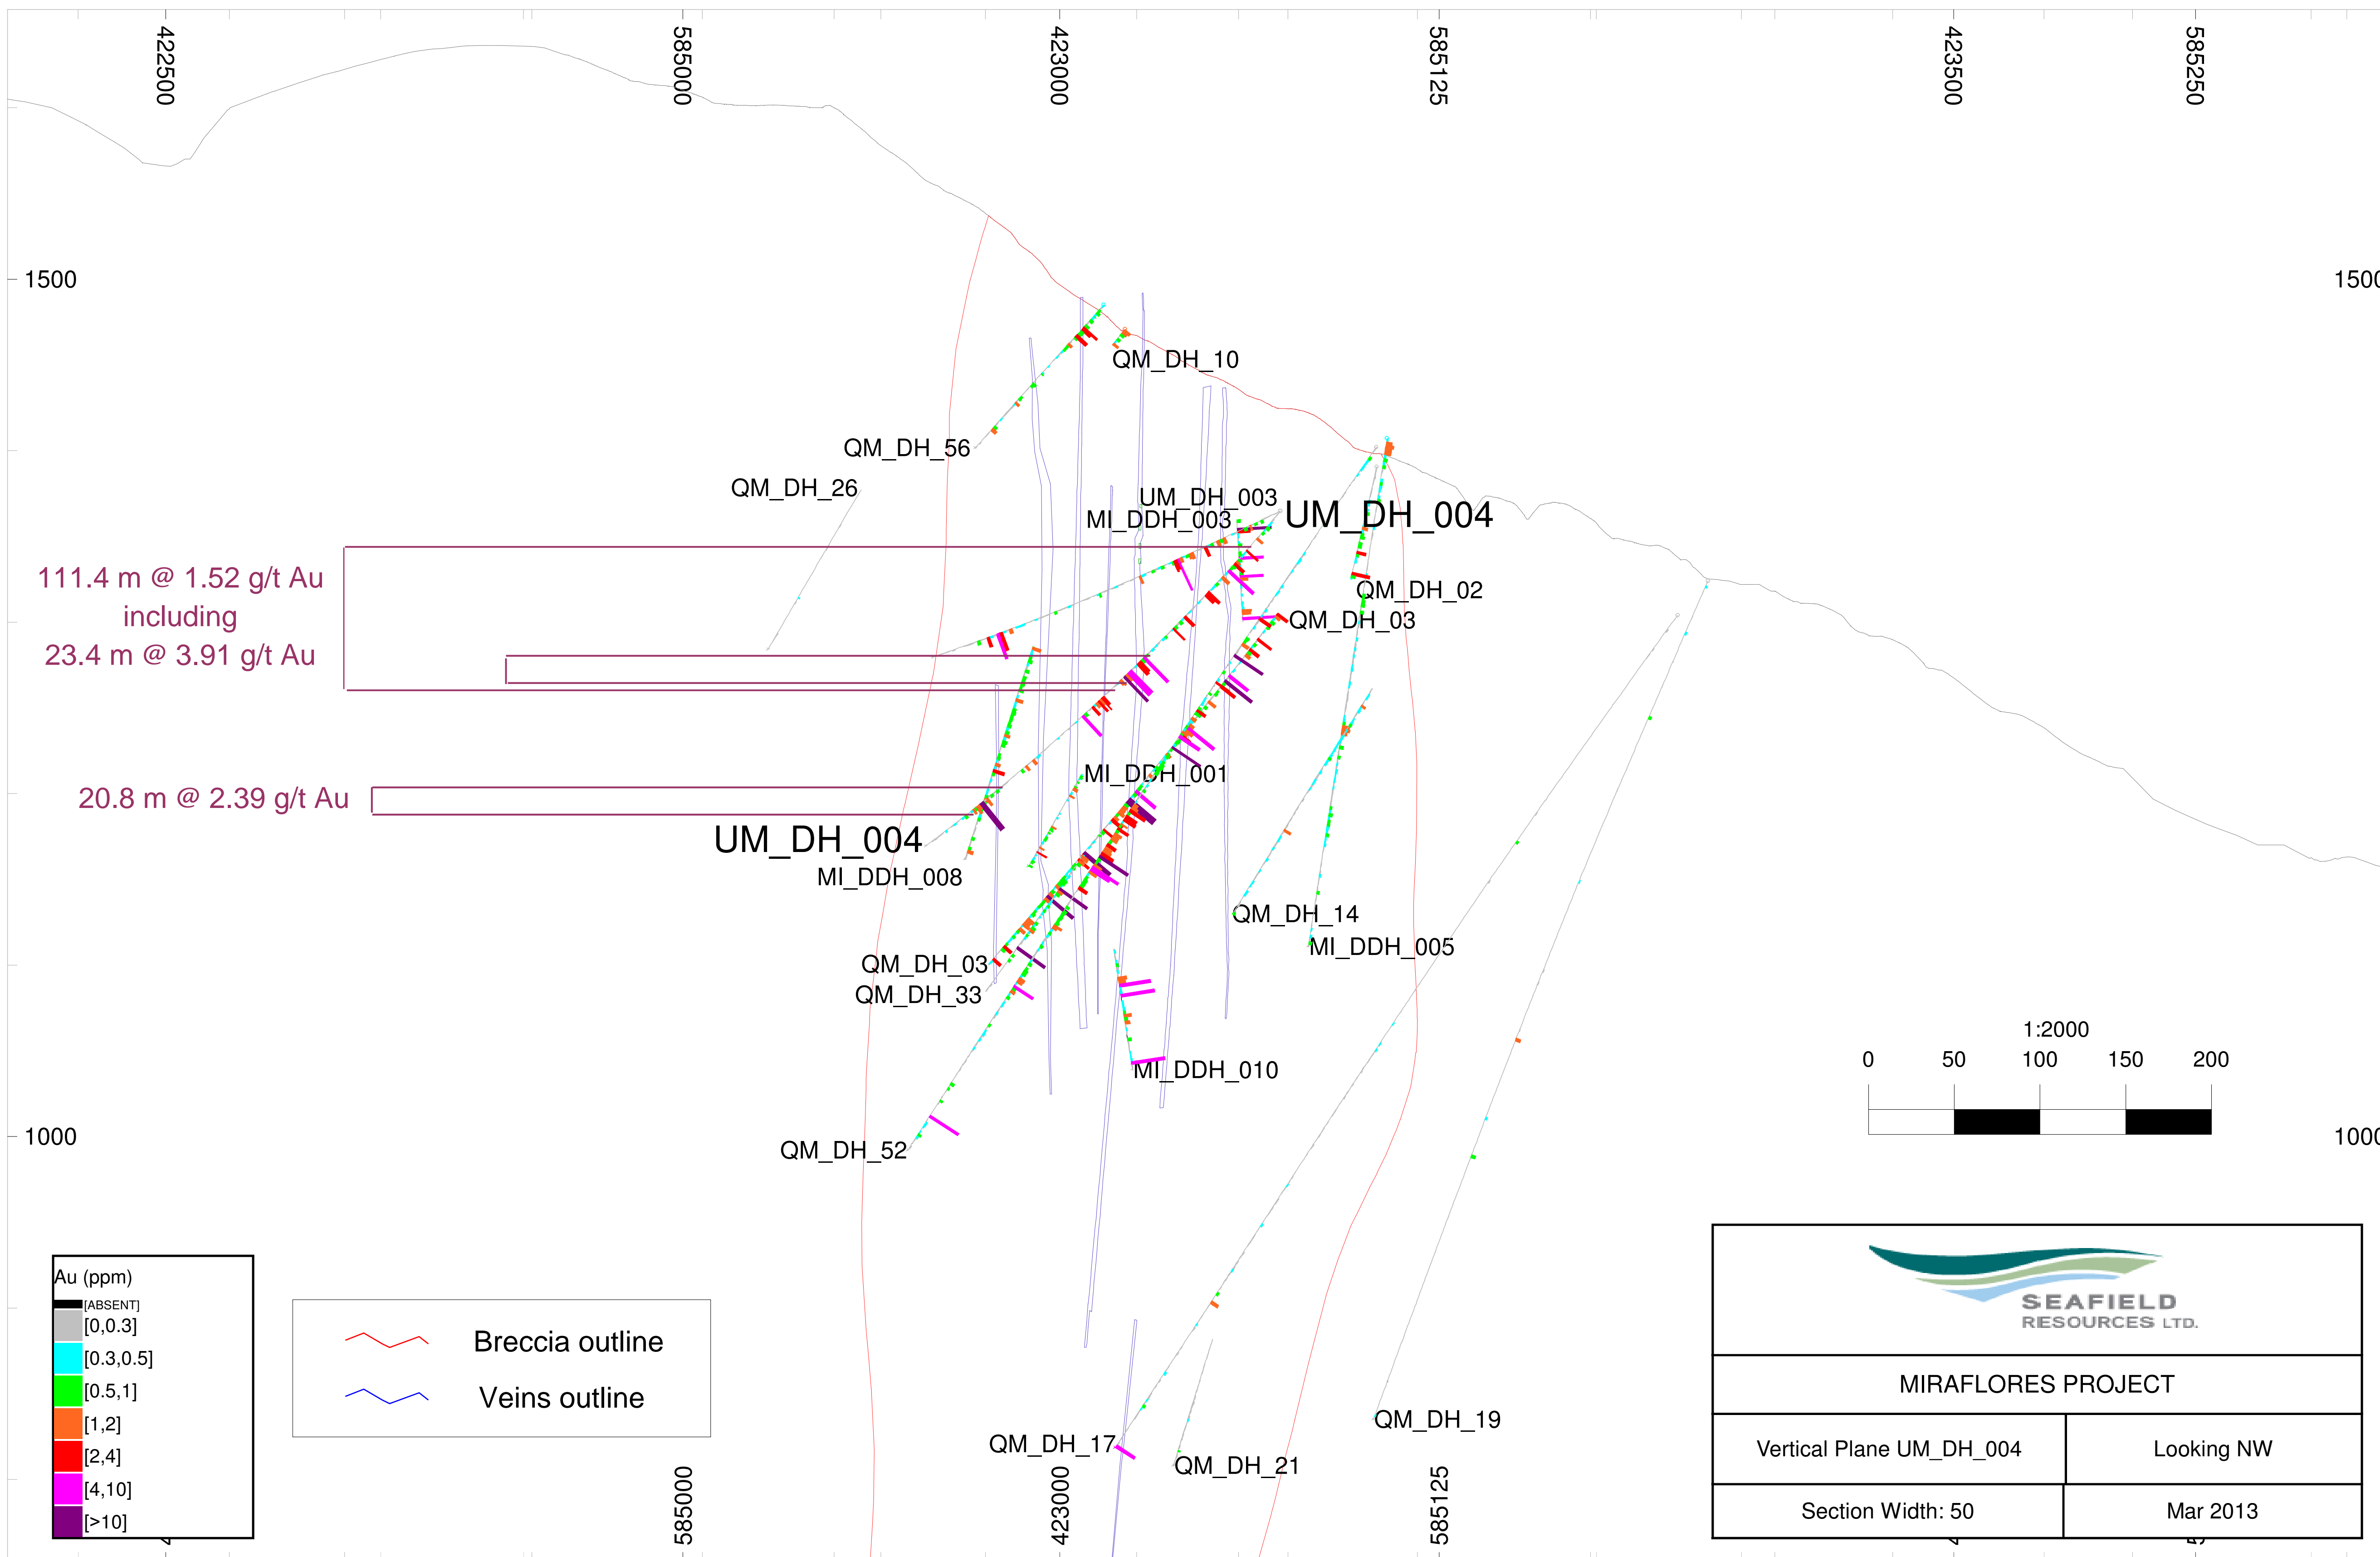 422500
585000
423000
585125
423500
585250
1500
1500
QM_DH_10
QM_DH_56
QM_DH_26
UM_DH_003
MI_DDH_003
UM_DH_004
111.4 m @ 1.52 g/t Au
including
23.4 m @ 3.91 g/t Au
QM_DH_02
QM_DH_03
MI_DDH_001
20.8 m @ 2.39 g/t Au
UM_DH_004
MI_DDH_008
QM_DH_14
MI_DDH_005
QM_DH_03
QM_DH_33
MI_DDH_010
QM_DH_52
1000
1000
1:2000
0 50 100 150 200
Au (ppm)
[ABSENT]
[0,0.3]
[0.3,0.5]
[0.5,1]
[1,2]
[2,4]
[4,10]
[>10]
Breccia outline
Veins outline
QM_DH_17
QM_DH_21
QM_DH_19
585000
423000
585125
SEAFIELD
RESOURCES LTD.
MIRAFLORES PROJECT
Vertical Plane UM_DH_004
Looking NW
Section Width: 50
Mar 2013